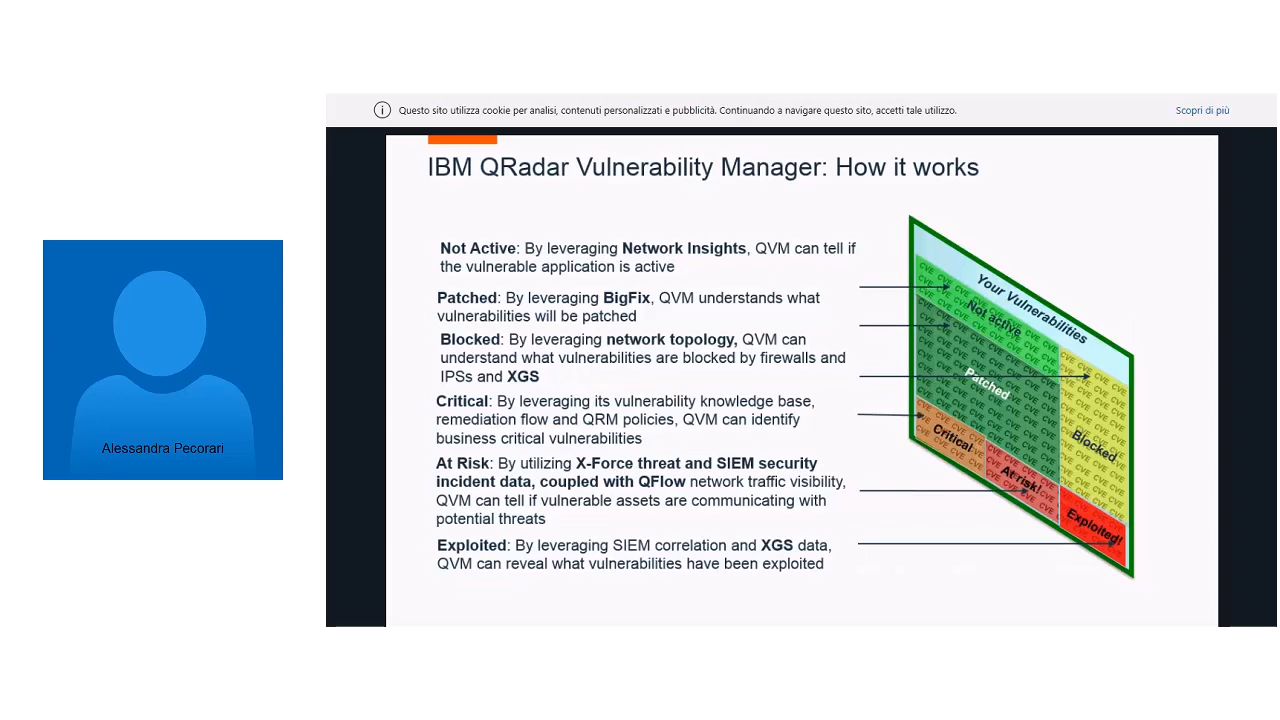 Questo sito utilizza cookie per analisi, contenuti personalizzati e pubblicità. Continuando a navigare questo sito, accetti tale utilizzo.
Scopri di più
IBM QRadar Vulnerability Manager: How it works
Not Active: By leveraging Network Insights, QVM can tell if
the vulnerable application is active
Patched: By leveraging BigFix, QVM understands what
vulnerabilities will be patched
Blocked: By leveraging network topology, QVM can
understand what vulnerabilities are blocked by firewalls and
IPSs and XGS
Critical: By leveraging its vulnerability knowledge base,
remediation flow and QRM policies, QVM can identify
business critical vulnerabilities
At Risk: By utilizing X-Force threat and SIEM security
incident data, coupled with QFlow network traffic visibility,
QVM can tell if vulnerable assets are communicating with
potential threats
Exploited: By leveraging SIEM correlation and XGS data,
QVM can reveal what vulnerabilities have been exploited
Your Vulnerabilities
Not active
Patched
Blocked
Critical
At risk!
Exploited!
Alessandra Pecorari